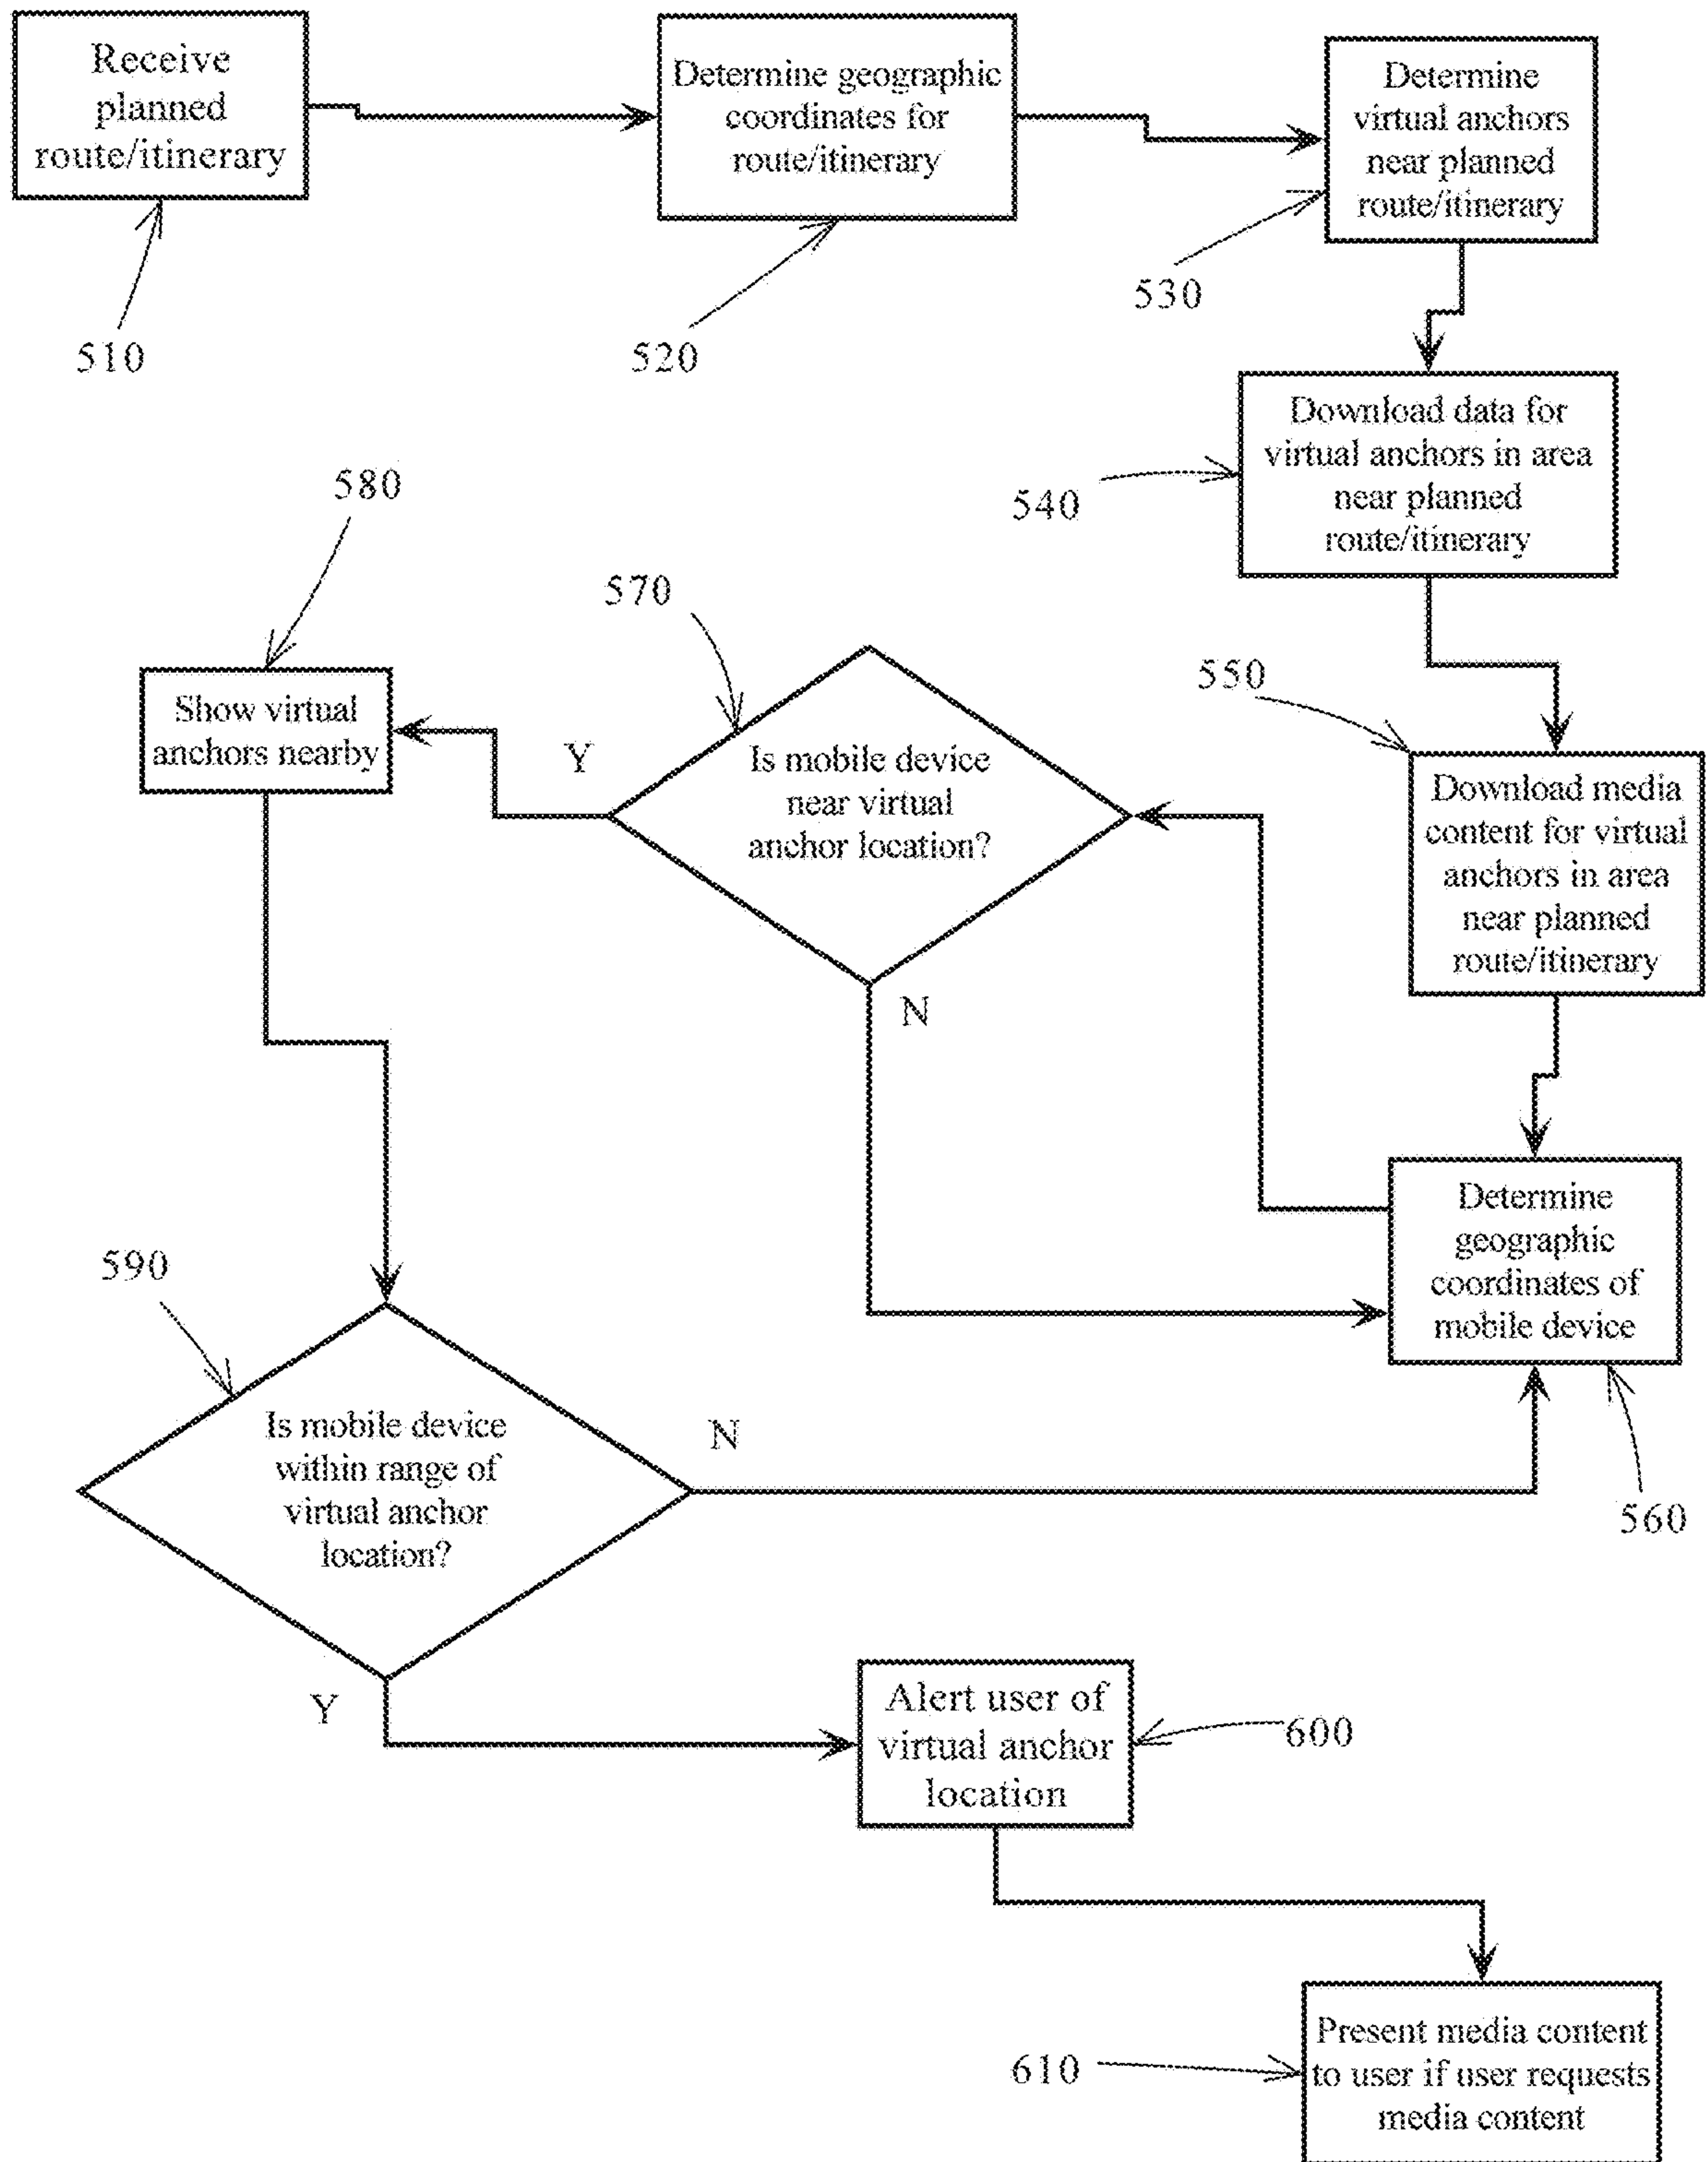 Receive
planned
route/itinerary
510
Determine geographic
coordinates for
route/itinerary
520
Determine
virtual anchors
near planned
route/itinerary
530
Download data for
virtual anchors in area
near planned
route/itinerary
540
Download media
content for virtual
anchors in area
near planned
route/itinerary
550
Determine
geographic
coordinates of
mobile device
560
Is mobile device
near virtual
anchor location?
570
Y
N
Show virtual
anchors nearby
580
Is mobile device
within range of
virtual anchor
location?
590
N
Y
Alert user of
virtual anchor
location
600
Present media content
to user if user requests
media content
610